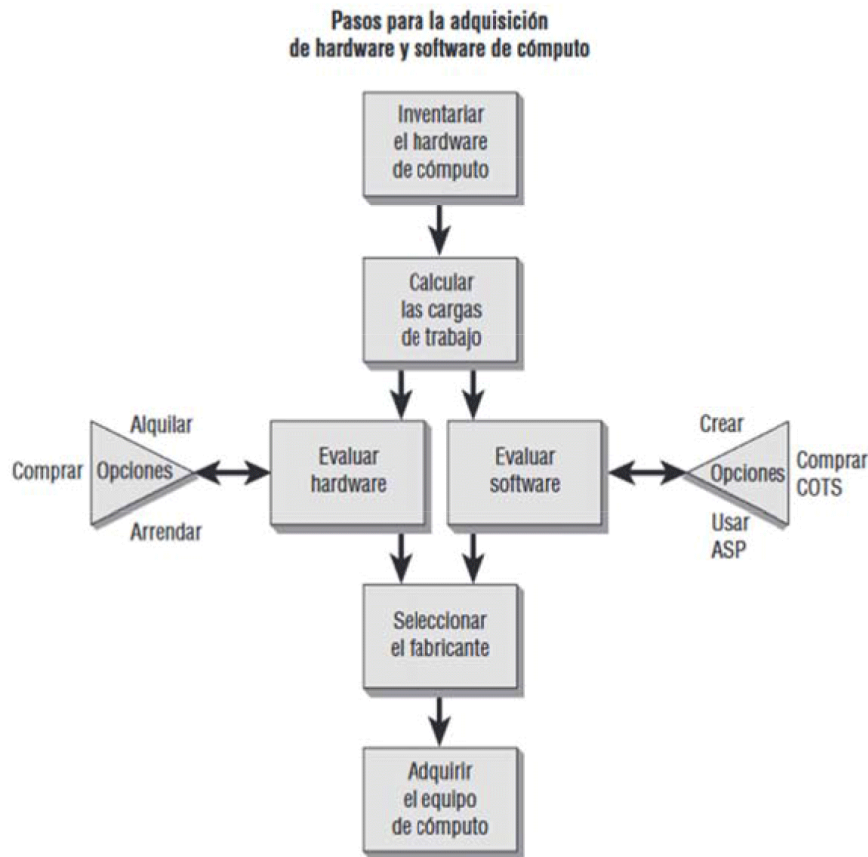 Pasos para la adquisición
de hardware y software de cómputo
Inventariar
el hardware
de cómputo
Calcular
las cargas
de trabajo
Alquilar
Comprar
Opciones
Arrendar
Evaluar
hardware
Evaluar
software
Crear
Opciones
Comprar
COTS
Usar
ASP
Seleccionar
el fabricante
Adquirir
el equipo
de cómputo